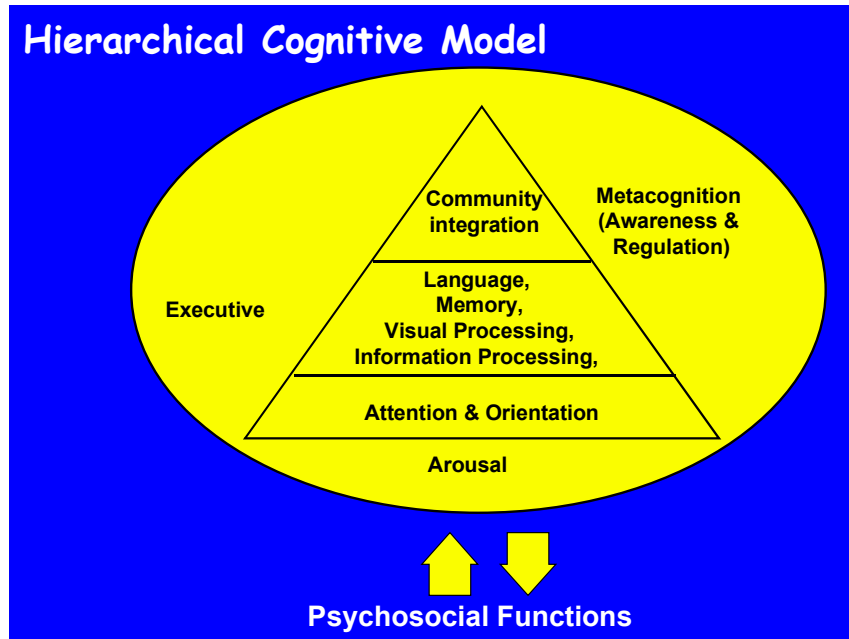 Hierarchical Cognitive Model
Community
integration
Metacognition
(Awareness &
Regulation)
Executive
Language,
Memory,
Visual Processing,
Information Processing,
Attention & Orientation
Arousal
Psychosocial Functions